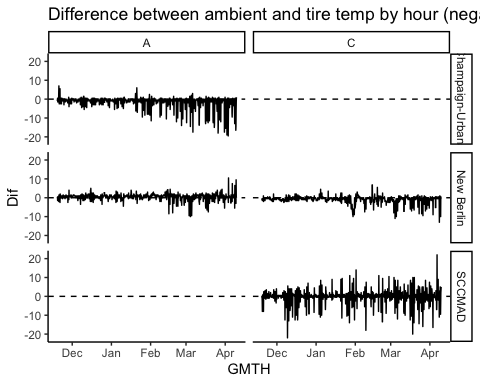 Difference between ambient and tire temp by hour (nega
A
C
20
10
0
-10
-20
hampaign-Urban
20
10
0
-10
-20
New Berlin
20
10
0
-10
-20
SCCMAD
Dif
Dec Jan Feb Mar Apr
Dec Jan Feb Mar Apr
GMTH